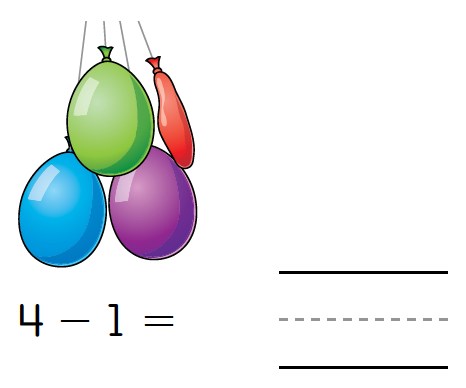 4 − 1 =